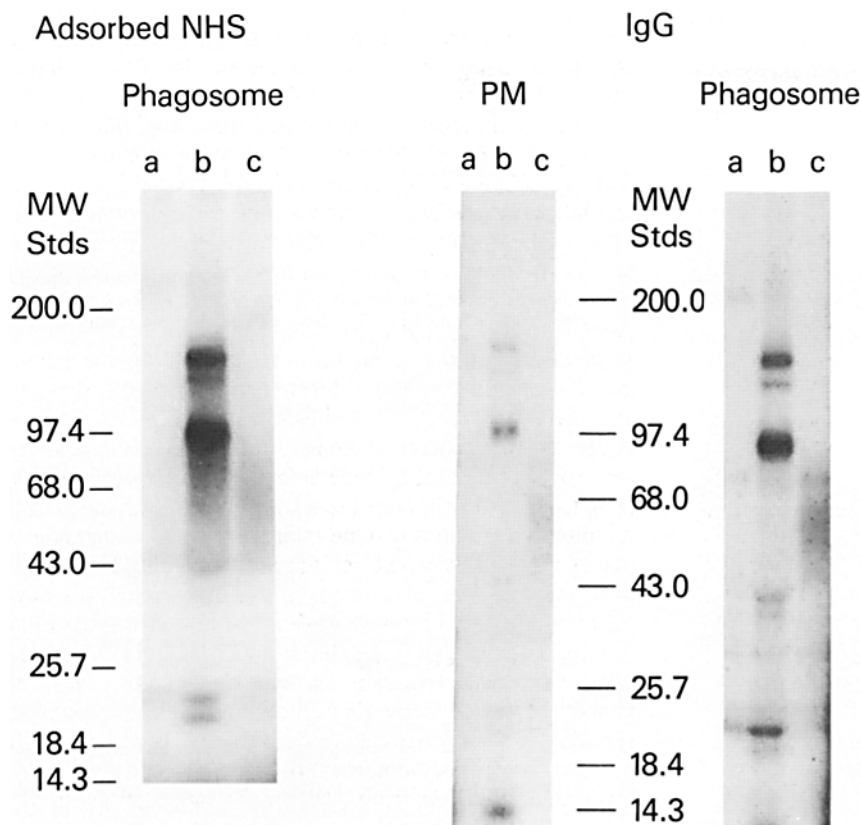 Adsorbed NHS
IgG
Phagosome
PM
Phagosome
a b c
a b c
a b c
MW
Stds
200.0
97.4
68.0
43.0
25.7
18.4
14.3
MW
Stds
200.0
97.4
68.0
43.0
25.7
18.4
14.3